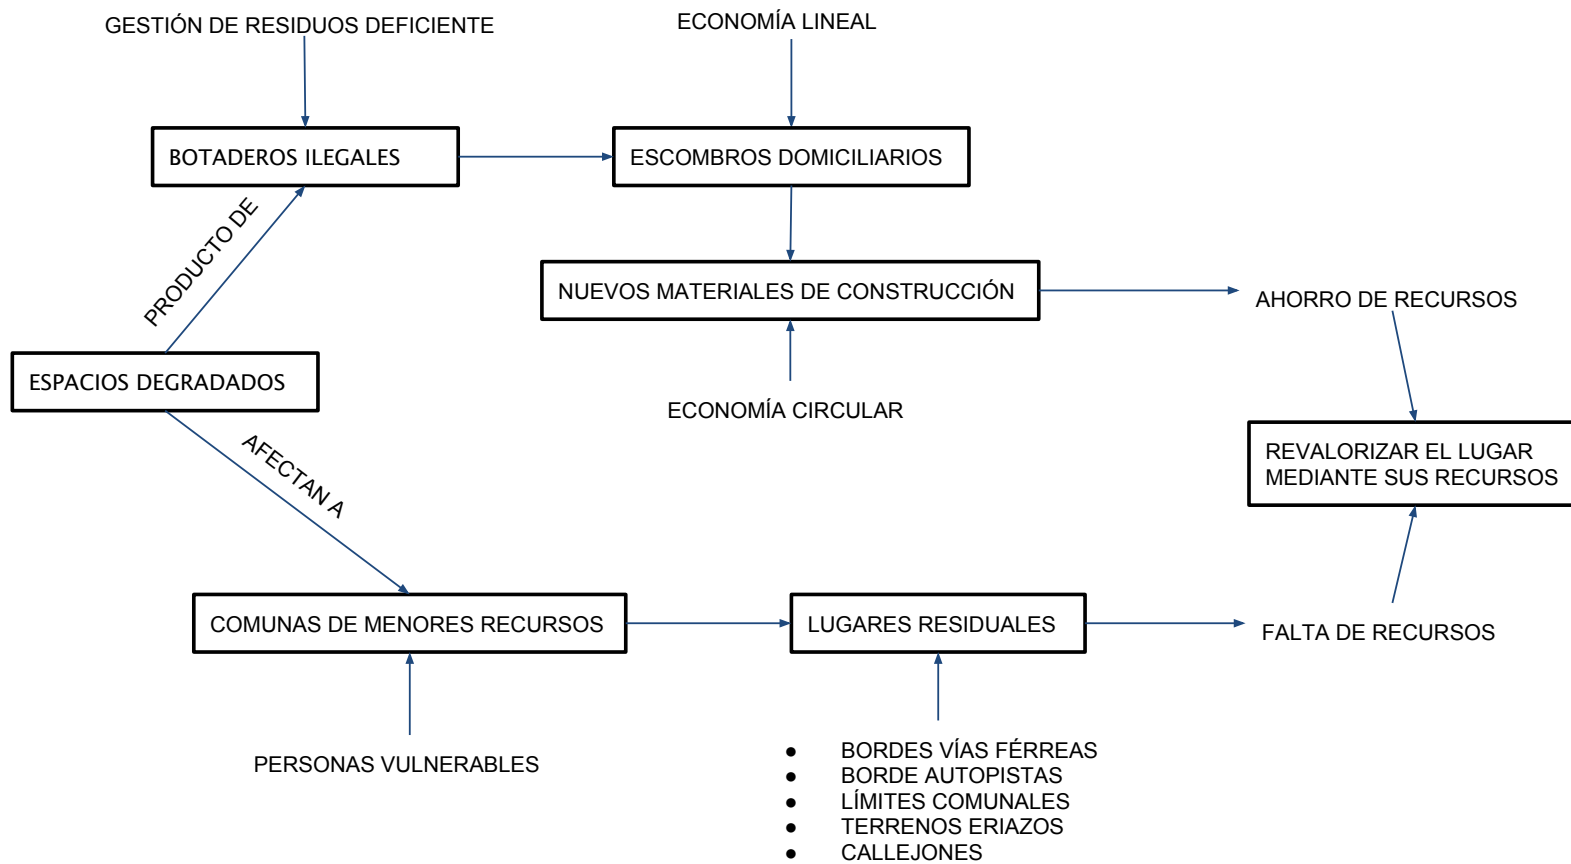 GESTIÓN DE RESIDUOS DEFICIENTE
ECONOMÍA LINEAL
BOTADEROS ILEGALES
ESCOMBROS DOMICILIARIOS
PRODUCTO DE
NUEVOS MATERIALES DE CONSTRUCCIÓN
AHORRO DE RECURSOS
ESPACIOS DEGRADADOS
ECONOMÍA CIRCULAR
AFECTAN A
REVALORIZAR EL LUGAR
MEDIANTE SUS RECURSOS
COMUNAS DE MENORES RECURSOS
LUGARES RESIDUALES
FALTA DE RECURSOS
PERSONAS VULNERABLES
● BORDES VÍAS FÉRREAS
● BORDE AUTOPISTAS
● LÍMITES COMUNALES
● TERRENOS ERIAZOS
● CALLEJONES